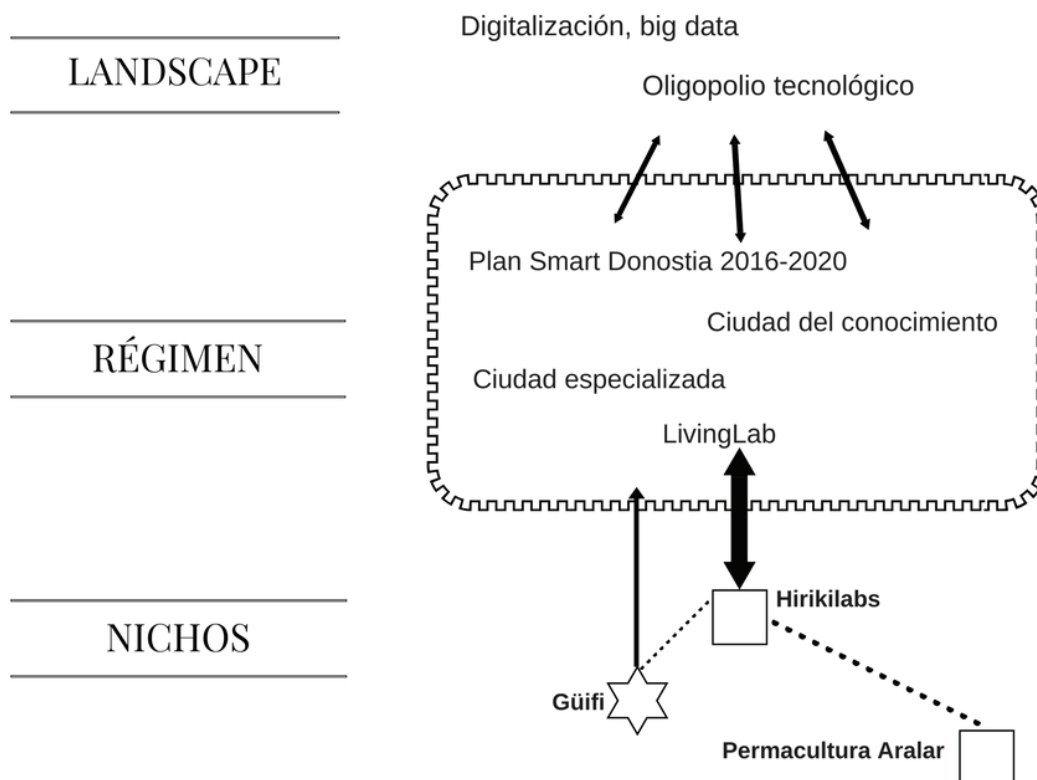 Digitalización, big data
LANDSCAPE
Oligopolio tecnológico
Plan Smart Donostia 2016-2020
Ciudad del conocimiento
RÉGIMEN
Ciudad especializada
LivingLab
Hirikilabs
NICHOS
Güifi
Permacultura Aralar